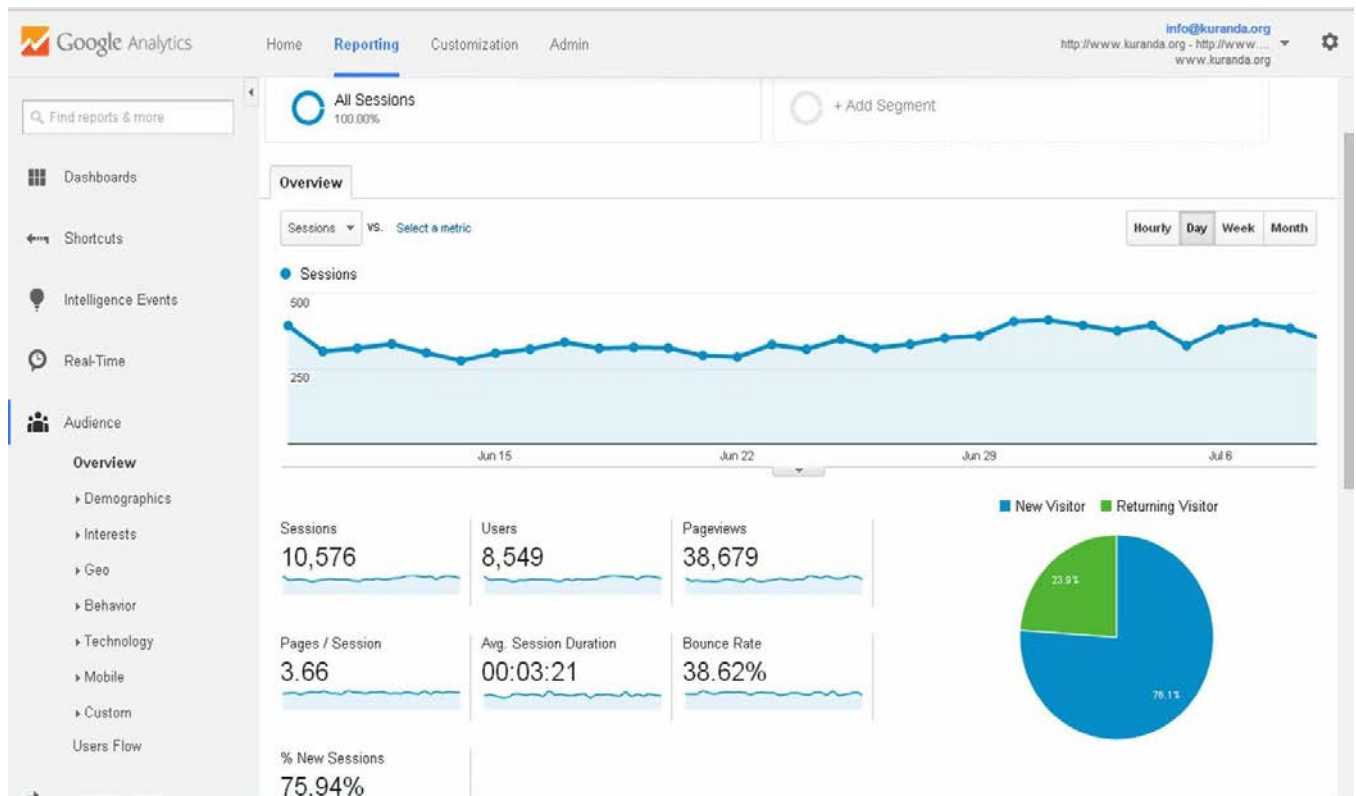 Google Analytics
Home Reporting Customization Admin
info@kuranda.org
http://www.kuranda.org - http://www....
www.kuranda.org
Find reports & more
All Sessions
100.00%
+ Add Segment
Dashboards
Shortcuts
Intelligence Events
Real-Time
Audience
Overview
Demographics
Interests
Geo
Behavior
Technology
Mobile
Custom
Users Flow
Overview
Sessions VS. Select a metric
Hourly Day Week Month
Sessions
500
250
Jun 15 Jun 22 Jun 29 Jul 6
New Visitor Returning Visitor
Sessions
10,576
Users
8,549
Pageviews
38,679
23.9%
76.1%
Pages / Session
3.66
Avg. Session Duration
00:03:21
Bounce Rate
38.62%
% New Sessions
75.94%